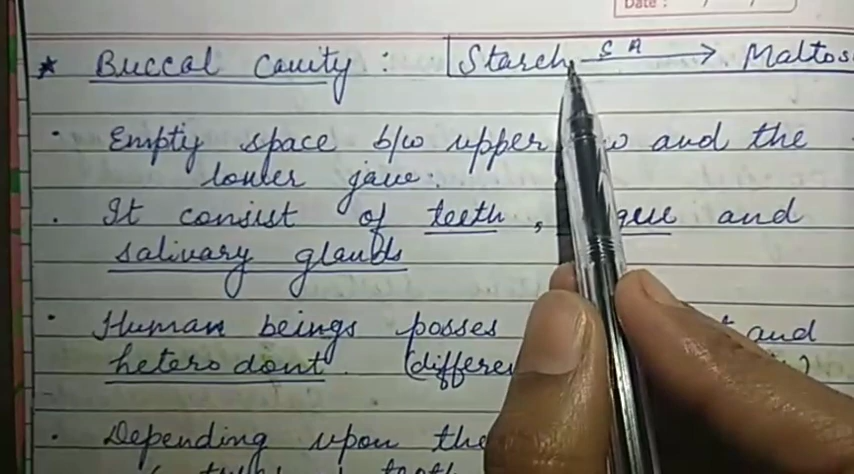 Date : / /
* Buccal Cavity : Starch S A → Maltos
• Empty space b/w upper and the
lower jaw.
• It consist of teeth , and
salivary glands
• Human beings posses and
heterodont. (differen )
• Depending upon the